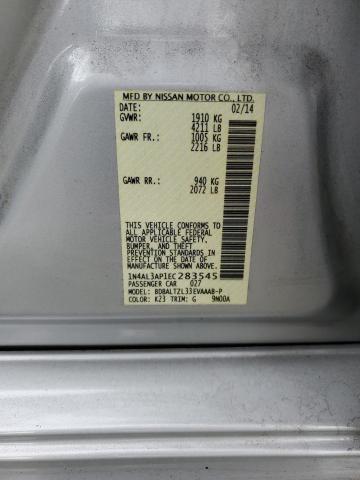 MFD BY NISSAN MOTOR CO., LTD.
DATE: 02/14
GVWR: 1910 KG
4211 LB
GAWR FR.: 1005 KG
2216 LB
GAWR RR.: 940 KG
2072 LB
THIS VEHICLE CONFORMS TO ALL
APPLICABLE U.S. FEDERAL
MOTOR VEHICLE SAFETY,
BUMPER, AND THEFT
PREVENTION STANDARDS IN
EFFECT ON THE DATE OF
MANUFACTURE SHOWN ABOVE.
1N4AL3AP1EC283545
PASSENGER CAR 027
MODEL: BDBALTZL33EVAAAB-P
COLOR: K23 TRIM: G 9N00A